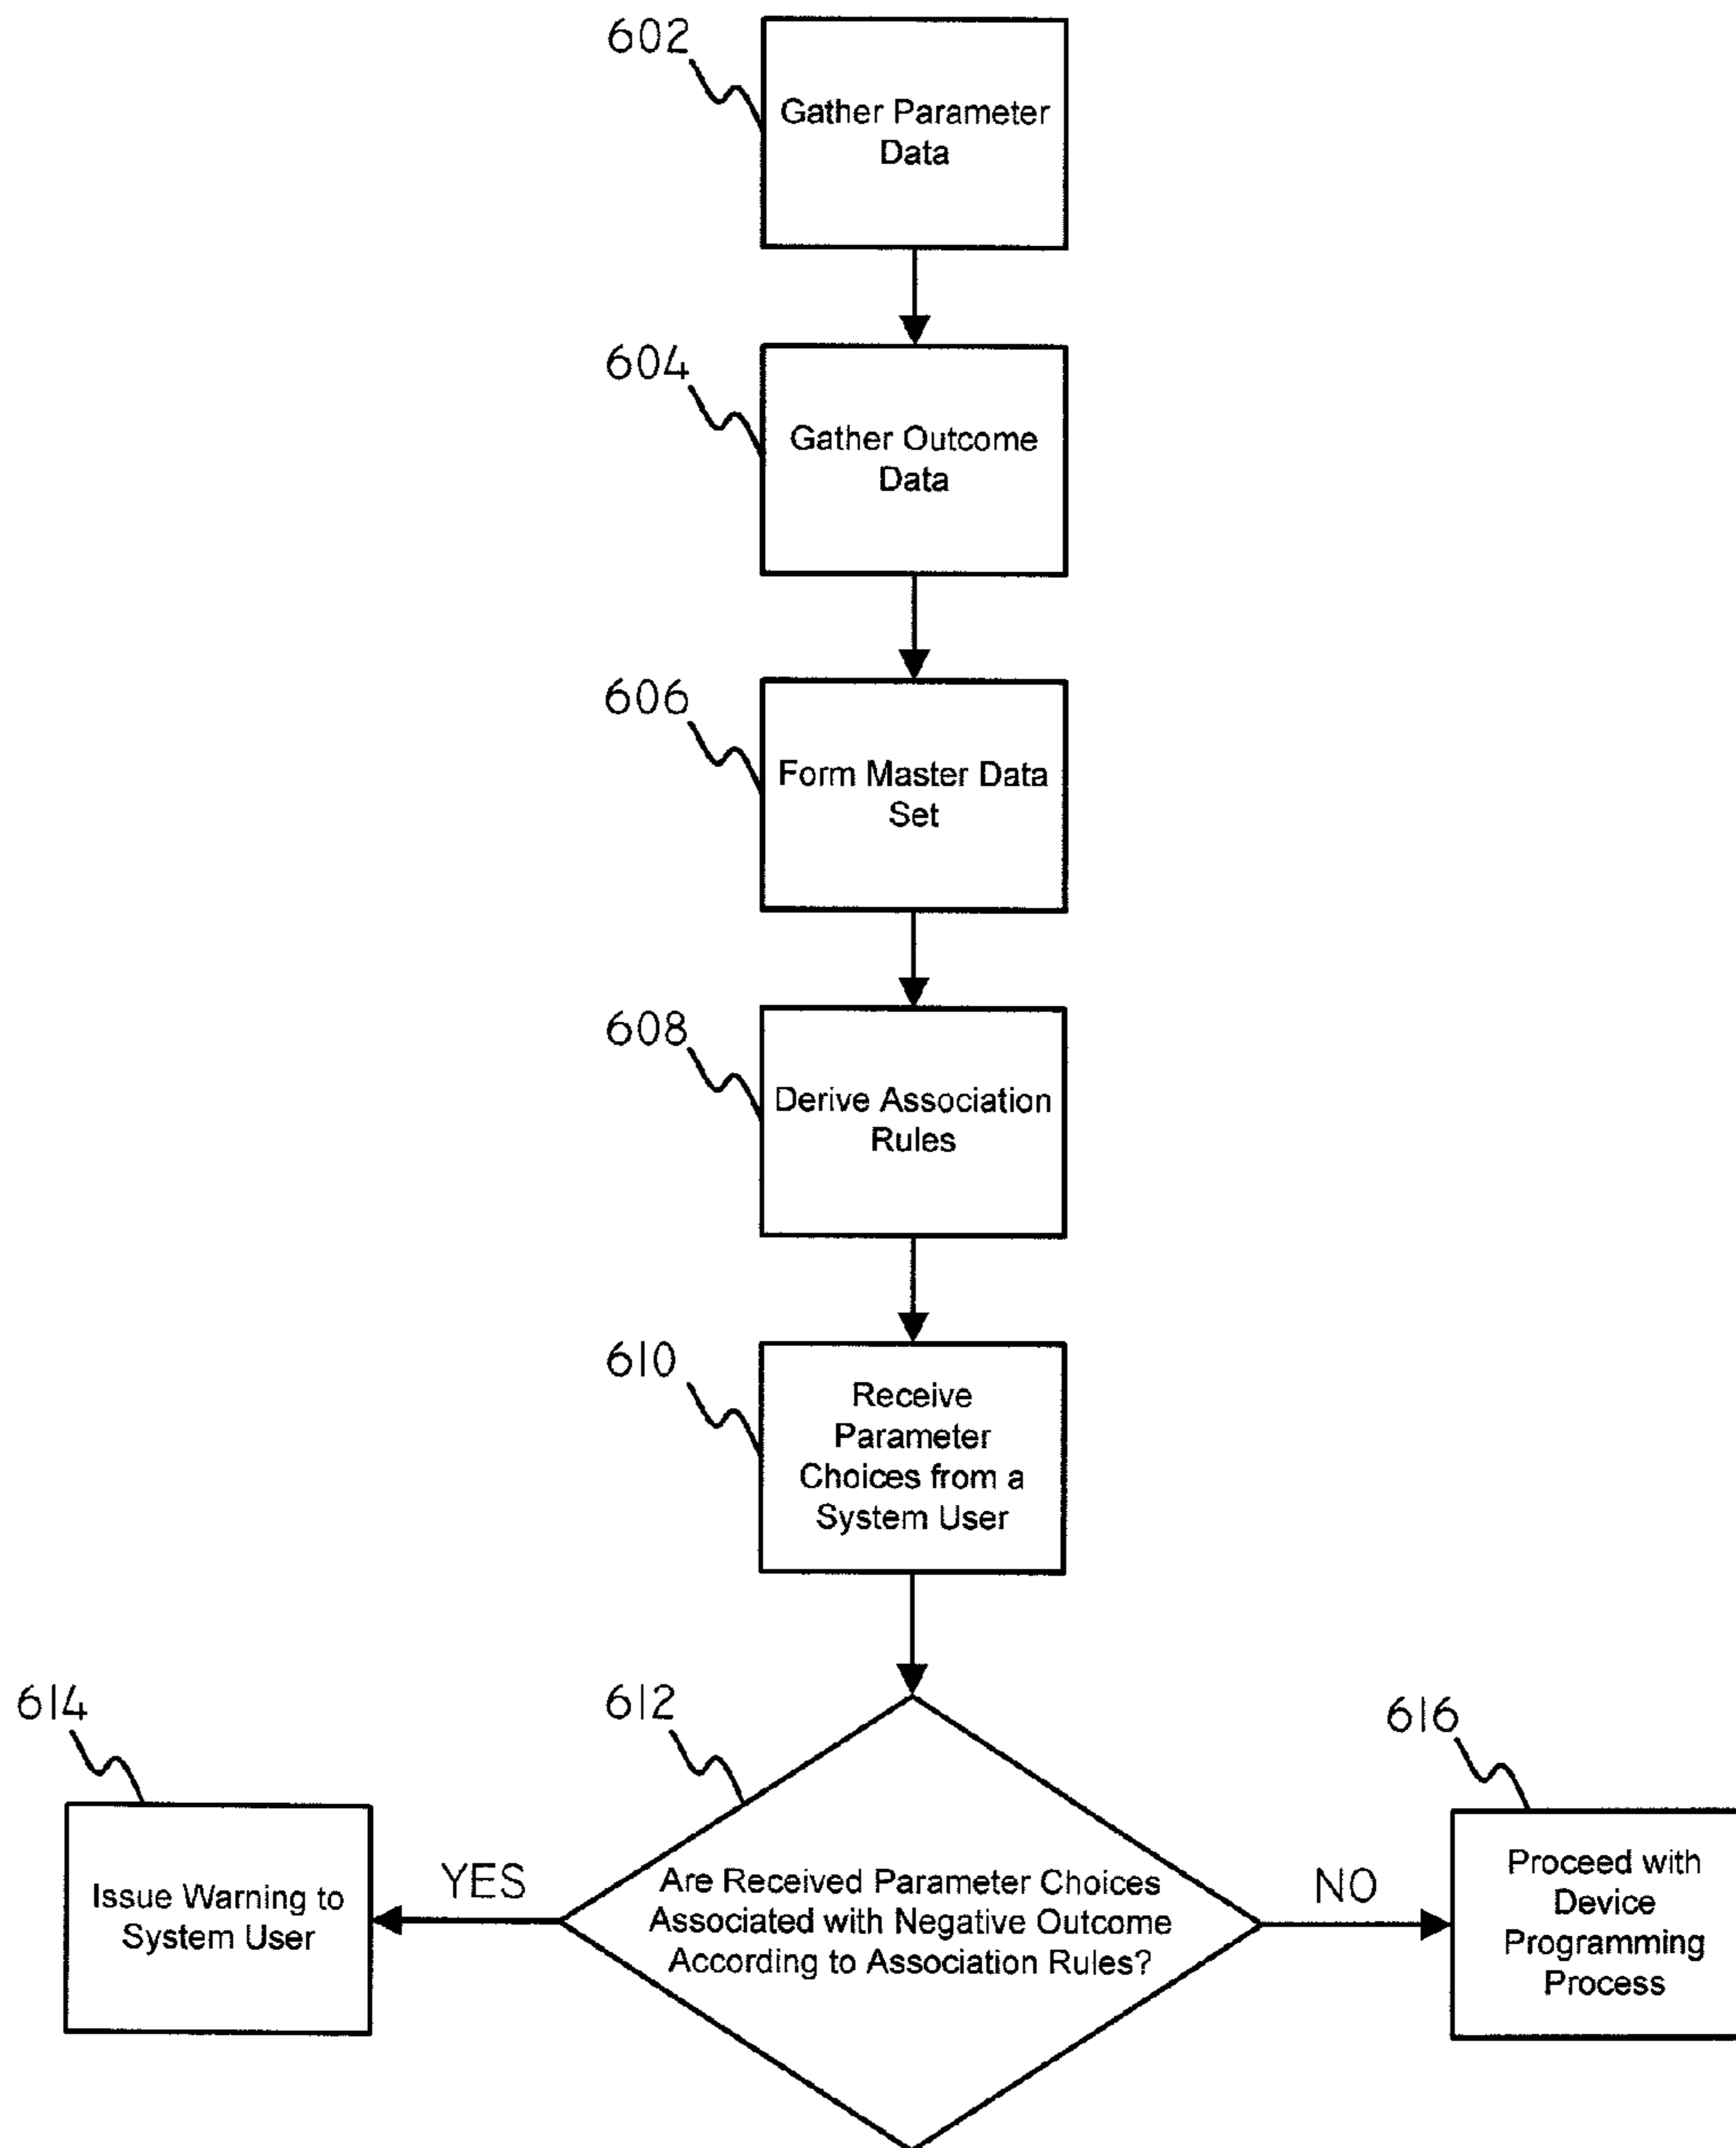 602
Gather Parameter
Data
604
Gather Outcome
Data
606
Form Master Data
Set
608
Derive Association
Rules
610
Receive
Parameter
Choices from a
System User
614
612
616
Issue Warning to
System User
YES
Are Received Parameter Choices
Associated with Negative Outcome
According to Association Rules?
NO
Proceed with
Device
Programming
Process